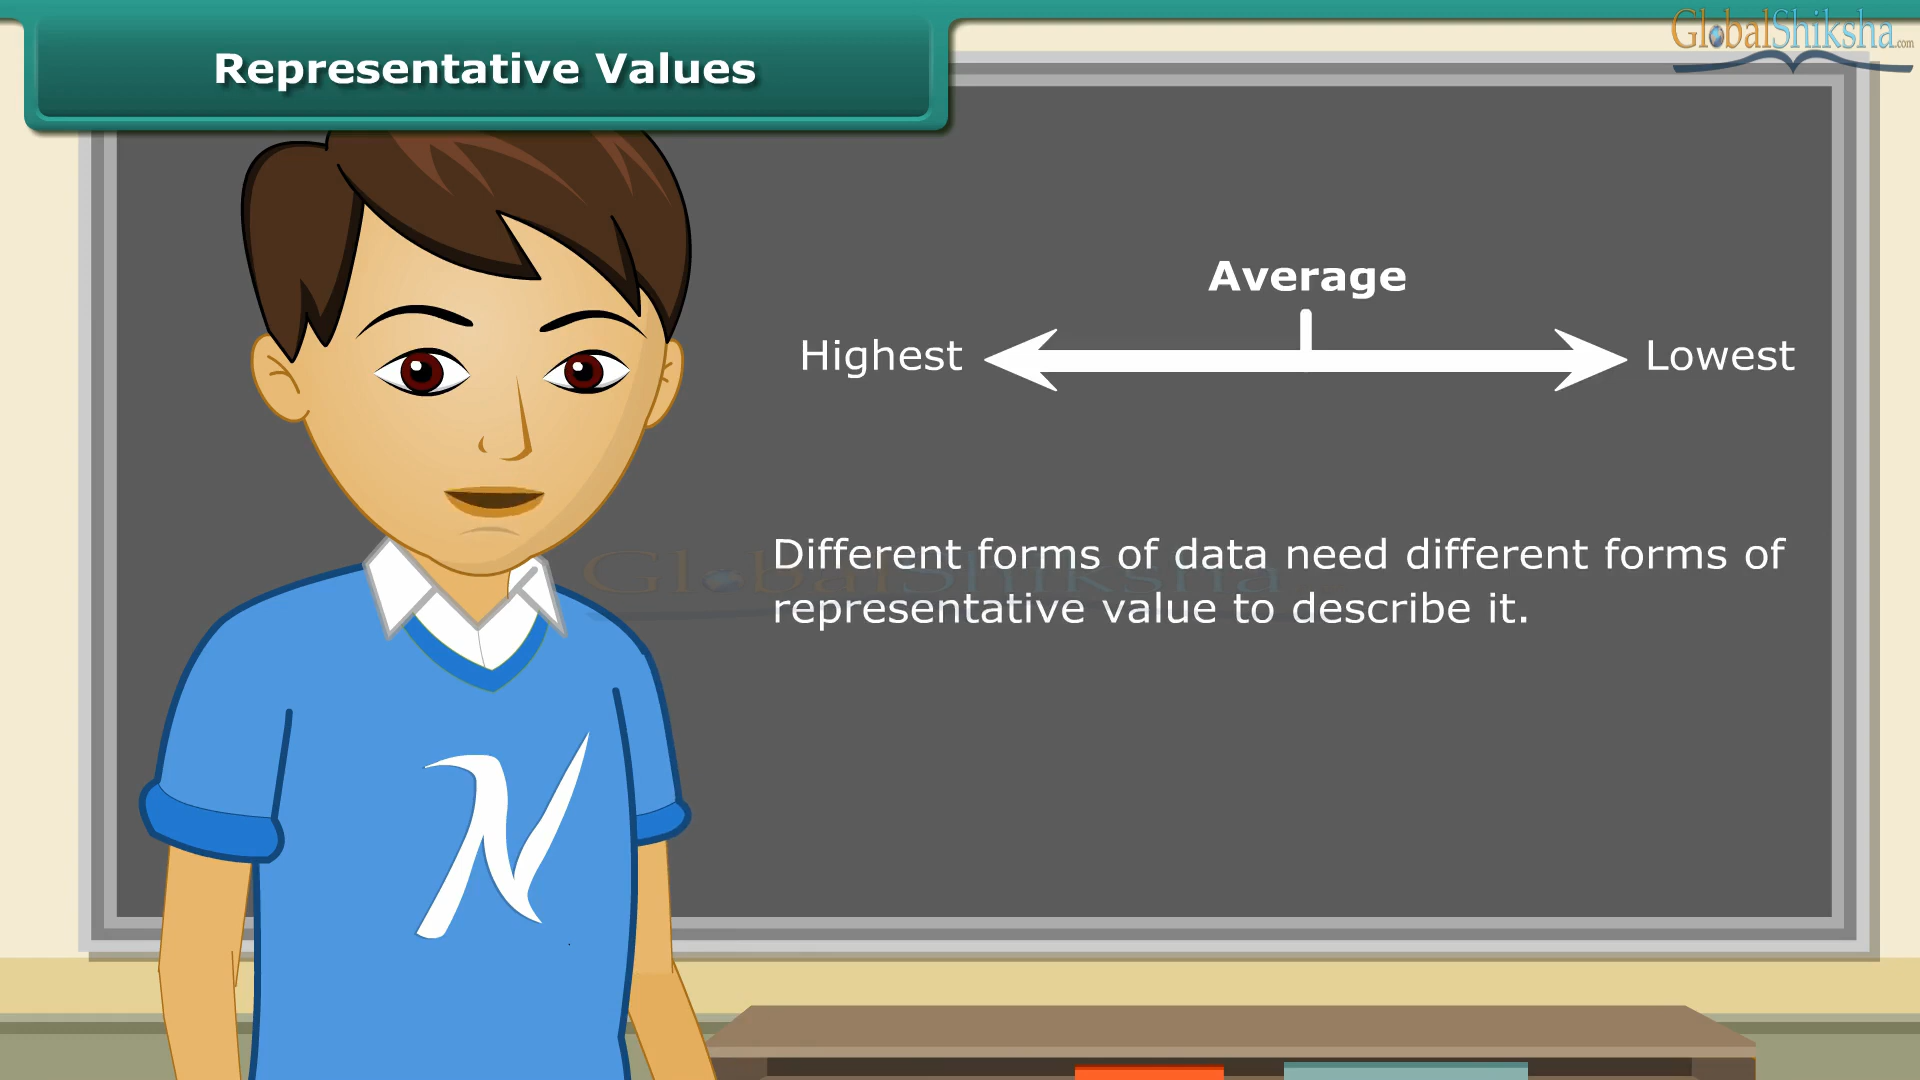 Representative Values
GlobalShiksha.com
Average
Highest
Lowest
Different forms of data need different forms of
representative value to describe it.
GlobalShiksha
N